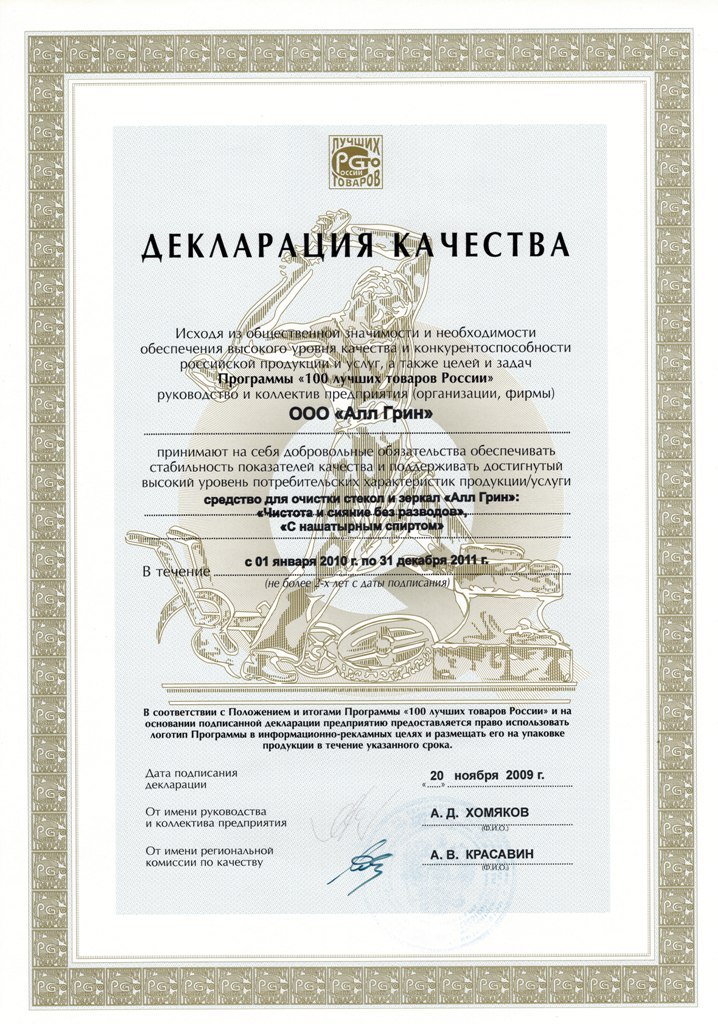 ЛУЧШИХ
РGТО
РОССИИ
ТОВАРОВ
ДЕКЛАРАЦИЯ КАЧЕСТВА
Исходя из общественной значимости и необходимости
обеспечения высокого уровня качества и конкурентоспособности
российской продукции и услуг, а также целей и задач
Программы «100 лучших товаров России»
руководство и коллектив предприятия (организации, фирмы)
ООО «Алл Грин»
принимают на себя добровольные обязательства обеспечивать
стабильность показателей качества и поддерживать достигнутый
высокий уровень потребительских характеристик продукции/услуги
средство для очистки стекол и зеркал «Алл Грин»:
«Чистота и сияние без разводов»,
«С нашатырным спиртом»
В течение с 01 января 2010 г. по 31 декабря 2011 г.
(не более 2-х лет с даты подписания)
В соответствии с Положением и итогами Программы «100 лучших товаров России» и на
основании подписанной декларации предприятию предоставляется право использовать
логотип Программы в информационно-рекламных целях и размещать его на упаковке
продукции в течение указанного срока.
Дата подписания
декларации
20 ноября 2009 г.
От имени руководства
и коллектива предприятия
А. Д. ХОМЯКОВ
(Ф.И.О.)
От имени региональной
комиссии по качеству
А. В. КРАСАВИН
(Ф.И.О.)